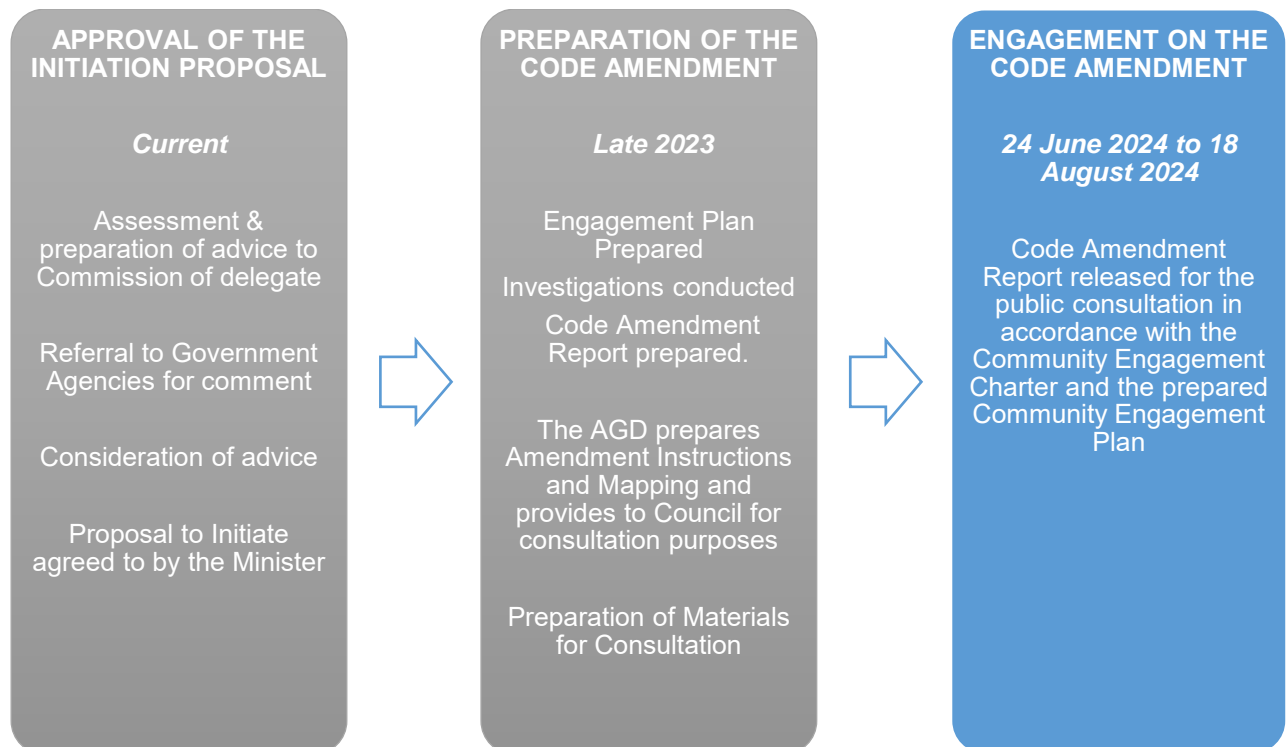 APPROVAL OF THE
INITIATION PROPOSAL
Current
Assessment &
preparation of advice to
Commission of delegate
Referral to Government
Agencies for comment
Consideration of advice
Proposal to Initiate
agreed to by the Minister
PREPARATION OF THE
CODE AMENDMENT
Late 2023
Engagement Plan
Prepared
Investigations conducted
Code Amendment
Report prepared.
The AGD prepares
Amendment Instructions
and Mapping and
provides to Council for
consultation purposes
Preparation of Materials
for Consultation
ENGAGEMENT ON THE
CODE AMENDMENT
24 June 2024 to 18
August 2024
Code Amendment
Report released for the
public consultation in
accordance with the
Community Engagement
Charter and the prepared
Community Engagement
Plan